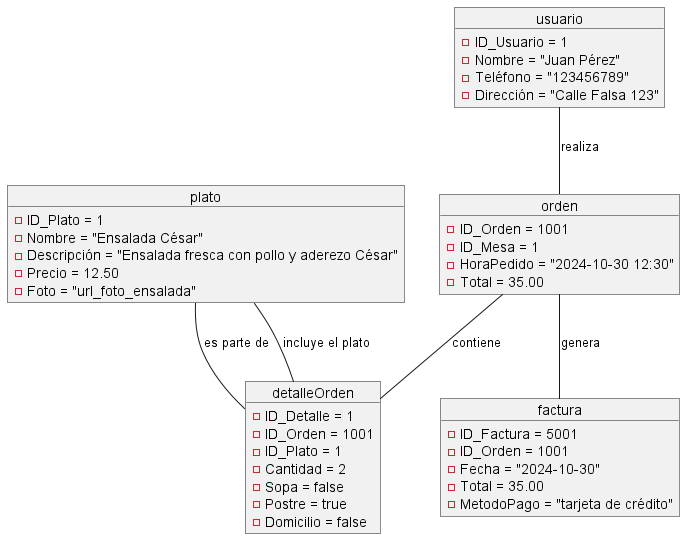 usuario
ID_Usuario = 1
Nombre = "Juan Pérez"
Teléfono = "123456789"
Dirección = "Calle Falsa 123"
realiza
plato
ID_Plato = 1
Nombre = "Ensalada César"
Descripción = "Ensalada fresca con pollo y aderezo César"
Precio = 12.50
Foto = "url_foto_ensalada"
orden
ID_Orden = 1001
ID_Mesa = 1
HoraPedido = "2024-10-30 12:30"
Total = 35.00
es parte de
incluye el plato
contiene
genera
detalleOrden
ID_Detalle = 1
ID_Orden = 1001
ID_Plato = 1
Cantidad = 2
Sopa = false
Postre = true
Domicilio = false
factura
ID_Factura = 5001
ID_Orden = 1001
Fecha = "2024-10-30"
Total = 35.00
MetodoPago = "tarjeta de crédito"